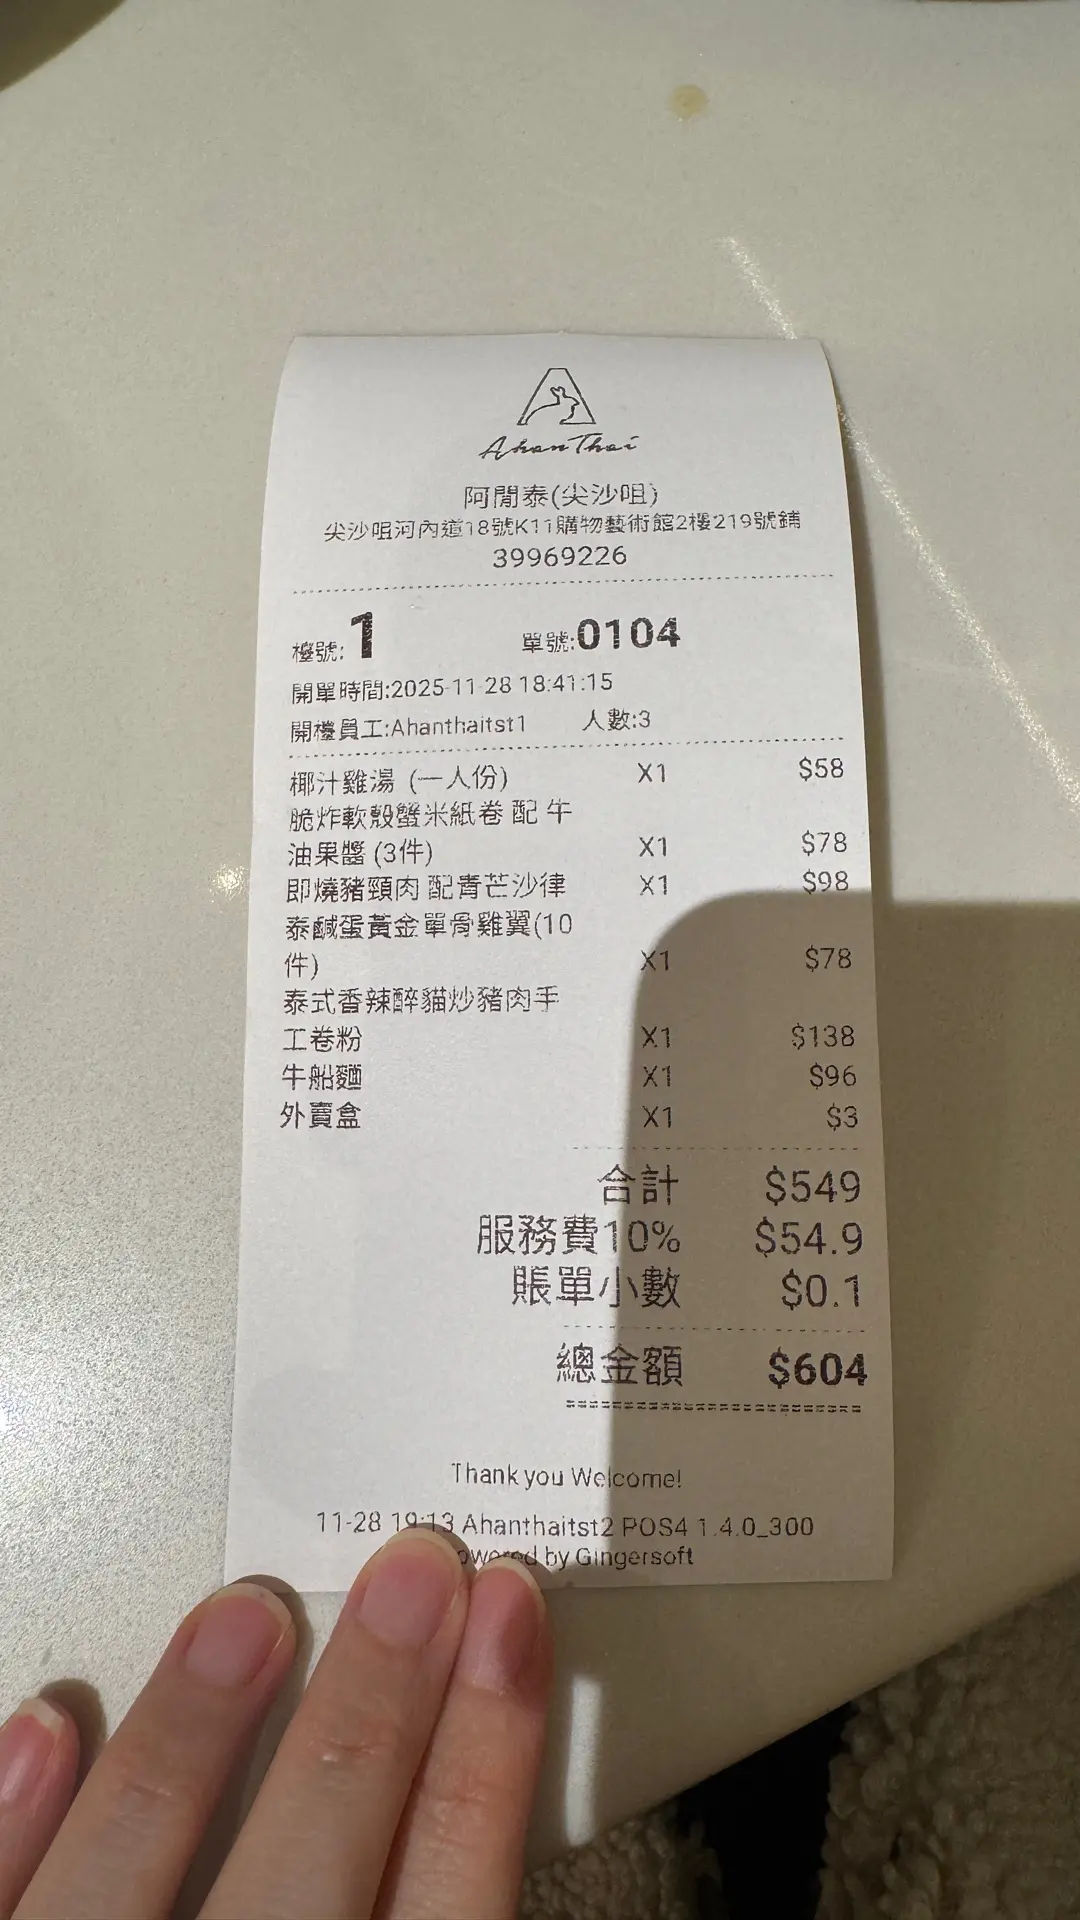 AhanThai
阿閒泰(尖沙咀)
尖沙咀河內道18號K11購物藝術館2樓219號鋪
39969226
檯號:1 單號:0104
開單時間:2025-11-28 18:41:15
開檯員工:Ahanthaitst1 人數:3
椰汁雞湯 (一人份) X1 $58
脆炸軟殼蟹米紙卷 配 牛
油果醬 (3件) X1 $78
即燒豬頸肉 配青芒沙律 X1 $98
泰鹹蛋黃金單骨雞翼(10
件) X1 $78
泰式香辣醉貓炒豬肉手
工卷粉 X1 $138
牛船麵 X1 $96
外賣盒 X1 $3
合計 $549
服務費10% $54.9
賬單小數 $0.1
總金額 $604
Thank you Welcome!
11-28 19:13 Ahanthaitst2 POS4 1.4.0_300
owered by Gingersoft